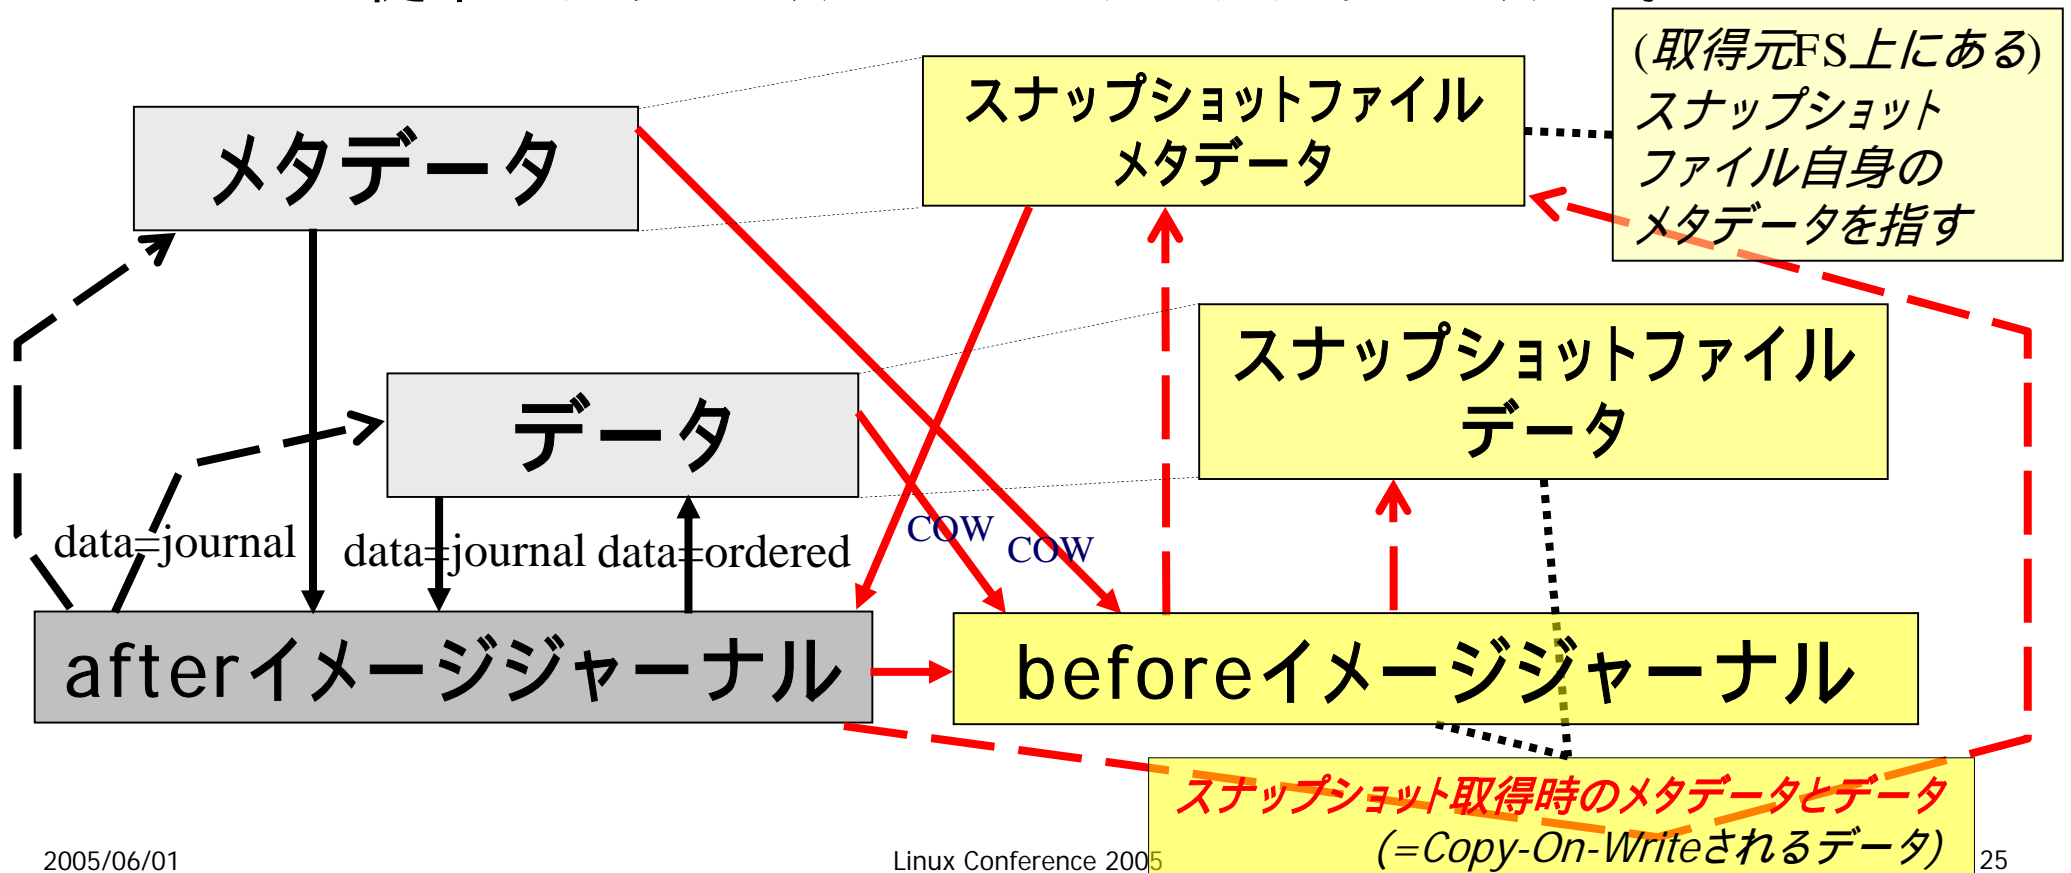 (取得元FS上にある)
スナップショット
ファイル自身の
メタデータを指す
スナップショットファイル
メタデータ
メタデータ
スナップショットファイル
データ
データ
data=journal
data=journal
data=ordered
COW
COW
afterイメージジャーナル
beforeイメージジャーナル
スナップショット取得時のメタデータとデータ
(=Copy-On-Writeされるデータ)
2005/06/01
Linux Conference 2005
25